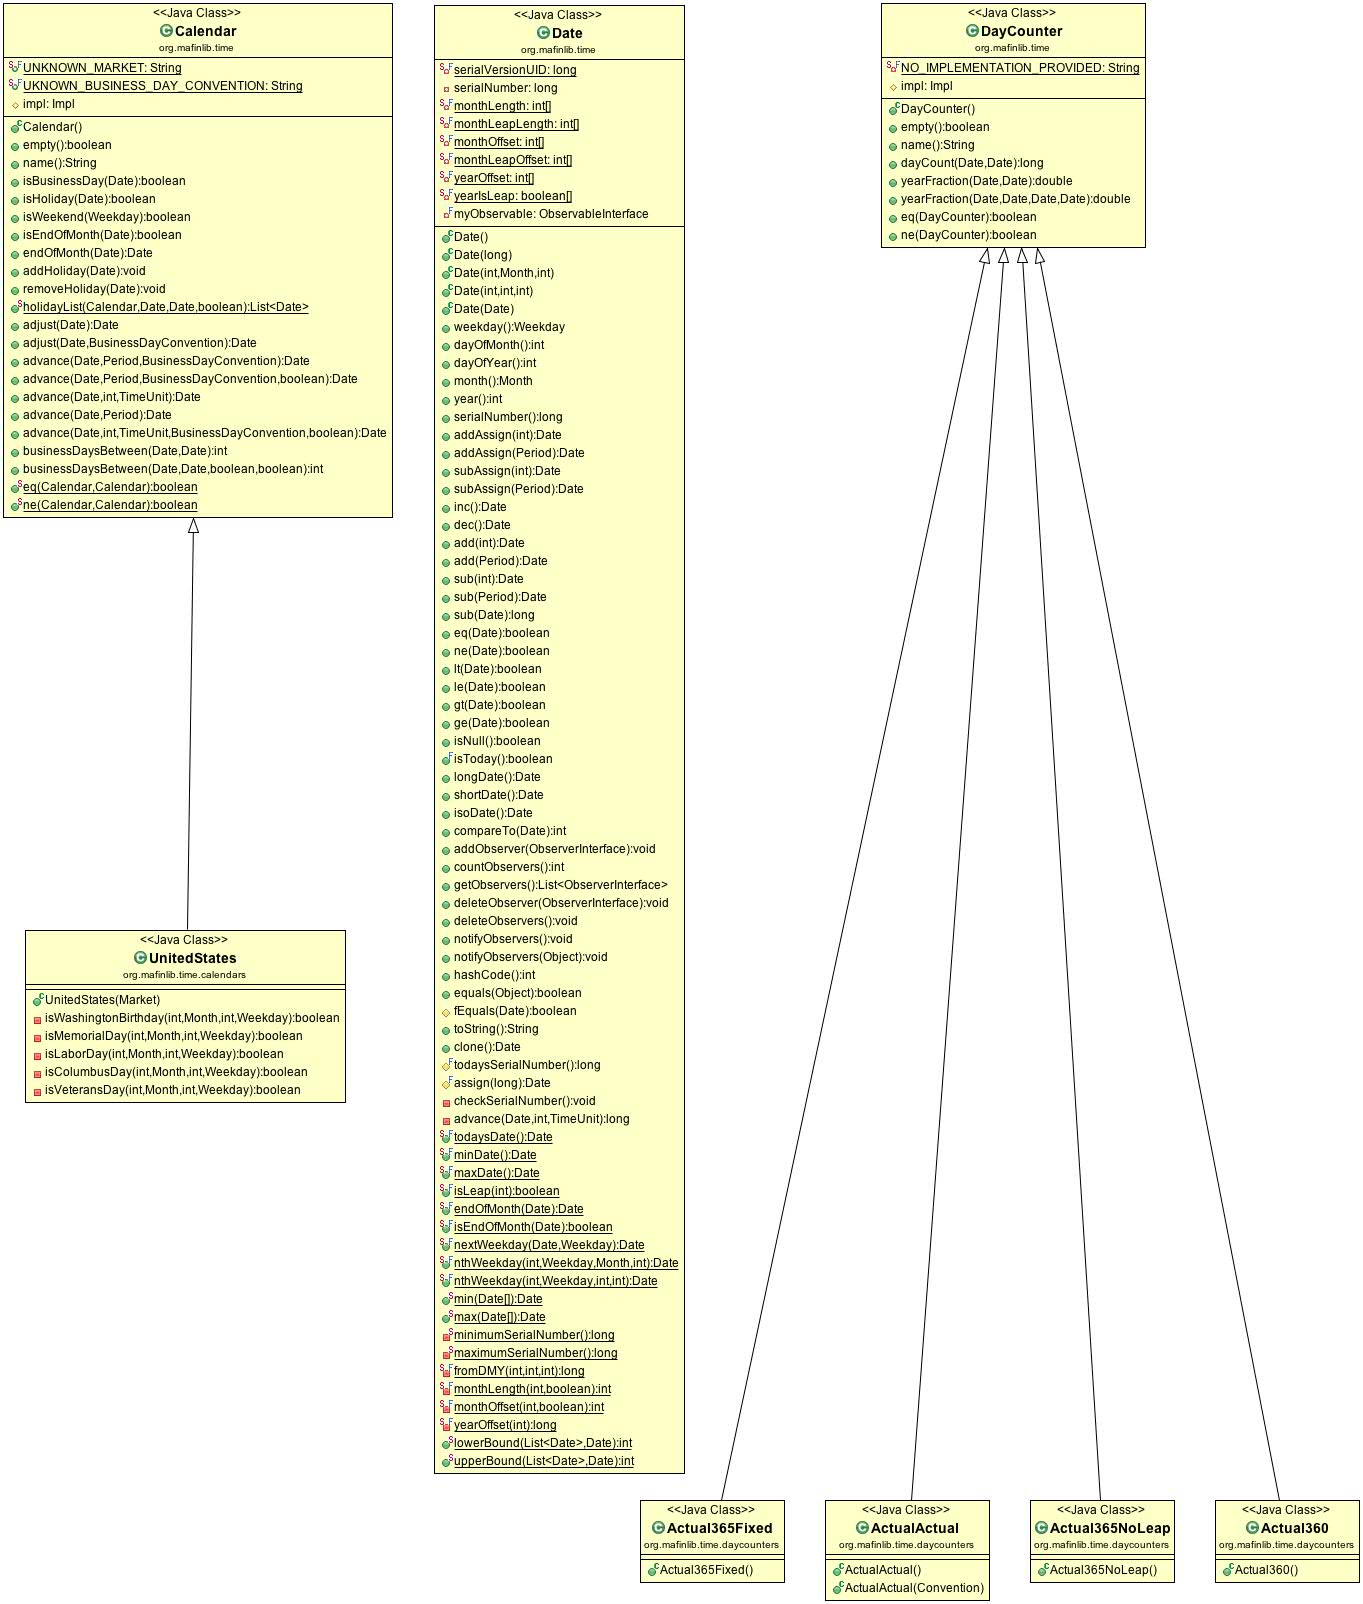 <<Java Class>>
Calendar
org.mafinlib.time
UNKNOWN_MARKET: String
UKNOWN_BUSINESS_DAY_CONVENTION: String
impl: Impl
Calendar()
empty():boolean
name():String
isBusinessDay(Date):boolean
isHoliday(Date):boolean
isWeekend(Weekday):boolean
isEndOfMonth(Date):boolean
endOfMonth(Date):Date
addHoliday(Date):void
removeHoliday(Date):void
holidayList(Calendar,Date,Date,boolean):List<Date>
adjust(Date):Date
adjust(Date,BusinessDayConvention):Date
advance(Date,Period,BusinessDayConvention):Date
advance(Date,Period,BusinessDayConvention,boolean):Date
advance(Date,int,TimeUnit):Date
advance(Date,Period):Date
advance(Date,int,TimeUnit,BusinessDayConvention,boolean):Date
businessDaysBetween(Date,Date):int
businessDaysBetween(Date,Date,boolean,boolean):int
eq(Calendar,Calendar):boolean
ne(Calendar,Calendar):boolean
<<Java Class>>
UnitedStates
org.mafinlib.time.calendars
UnitedStates(Market)
isWashingtonBirthday(int,Month,int,Weekday):boolean
isMemorialDay(int,Month,int,Weekday):boolean
isLaborDay(int,Month,int,Weekday):boolean
isColumbusDay(int,Month,int,Weekday):boolean
isVeteransDay(int,Month,int,Weekday):boolean
<<Java Class>>
Date
org.mafinlib.time
serialVersionUID: long
serialNumber: long
monthLength: int[]
monthLeapLength: int[]
monthOffset: int[]
monthLeapOffset: int[]
yearOffset: int[]
yearIsLeap: boolean[]
myObservable: ObservableInterface
Date()
Date(long)
Date(int,Month,int)
Date(int,int,int)
Date(Date)
weekday():Weekday
dayOfMonth():int
dayOfYear():int
month():Month
year():int
serialNumber():long
addAssign(int):Date
addAssign(Period):Date
subAssign(int):Date
subAssign(Period):Date
inc():Date
dec():Date
add(int):Date
add(Period):Date
sub(int):Date
sub(Period):Date
sub(Date):long
eq(Date):boolean
ne(Date):boolean
lt(Date):boolean
le(Date):boolean
gt(Date):boolean
ge(Date):boolean
isNull():boolean
isToday():boolean
longDate():Date
shortDate():Date
isoDate():Date
compareTo(Date):int
addObserver(ObserverInterface):void
countObservers():int
getObservers():List<ObserverInterface>
deleteObserver(ObserverInterface):void
deleteObservers():void
notifyObservers():void
notifyObservers(Object):void
hashCode():int
equals(Object):boolean
fEquals(Date):boolean
toString():String
clone():Date
todaysSerialNumber():long
assign(long):Date
checkSerialNumber():void
advance(Date,int,TimeUnit):long
todaysDate():Date
minDate():Date
maxDate():Date
isLeap(int):boolean
endOfMonth(Date):Date
isEndOfMonth(Date):boolean
nextWeekday(Date,Weekday):Date
nthWeekday(int,Weekday,Month,int):Date
nthWeekday(int,Weekday,int,int):Date
min(Date[]):Date
max(Date[]):Date
minimumSerialNumber():long
maximumSerialNumber():long
fromDMY(int,int,int):long
monthLength(int,boolean):int
monthOffset(int,boolean):int
yearOffset(int):long
lowerBound(List<Date>,Date):int
upperBound(List<Date>,Date):int
<<Java Class>>
DayCounter
org.mafinlib.time
NO_IMPLEMENTATION_PROVIDED: String
impl: Impl
DayCounter()
empty():boolean
name():String
dayCount(Date,Date):long
yearFraction(Date,Date):double
yearFraction(Date,Date,Date,Date):double
eq(DayCounter):boolean
ne(DayCounter):boolean
<<Java Class>>
Actual365Fixed
org.mafinlib.time.daycounters
Actual365Fixed()
<<Java Class>>
ActualActual
org.mafinlib.time.daycounters
ActualActual()
ActualActual(Convention)
<<Java Class>>
Actual365NoLeap
org.mafinlib.time.daycounters
Actual365NoLeap()
<<Java Class>>
Actual360
org.mafinlib.time.daycounters
Actual360()